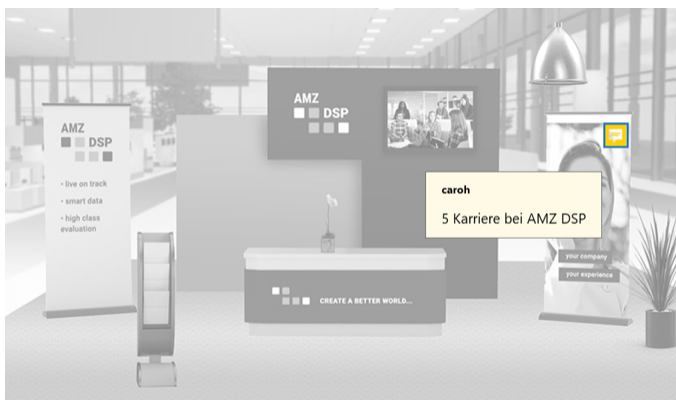 AMZ
DSP
• live on track
• smart data
• high class
evaluation
AMZ
DSP
caroh
5 Karriere bei AMZ DSP
your company
your experience
CREATE A BETTER WORLD...